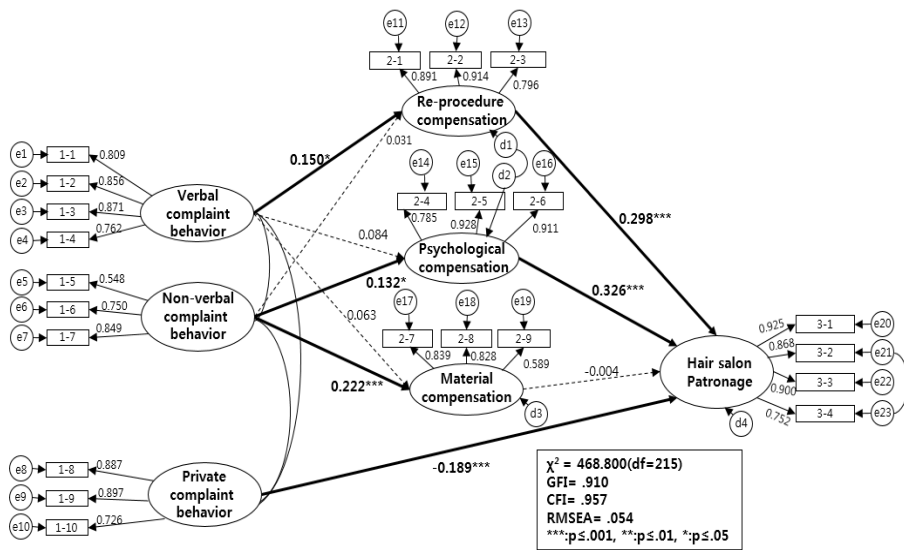 e11
e12
e13
2-1
2-2
2-3
0.891
0.914
0.796
Re-procedure
compensation
0.031
d1
e1
1-1
0.809
e2
1-2
0.856
e3
1-3
0.871
e4
1-4
0.762
Verbal
complaint
behavior
0.150*
e14
e15
e16
d2
2-4
2-5
2-6
0.785
0.928
0.911
0.084
Psychological
compensation
0.298***
e5
1-5
0.548
e6
1-6
0.750
e7
1-7
0.849
Non-verbal
complaint
behavior
0.132*
0.326***
-0.063
e17
e18
e19
2-7
2-8
2-9
0.839
0.828
0.589
0.222***
Material
compensation
d3
-0.004
Hair salon
Patronage
d4
0.925
3-1
e20
0.868
3-2
e21
0.900
3-3
e22
0.752
3-4
e23
e8
1-8
0.887
e9
1-9
0.897
e10
1-10
0.726
Private
complaint
behavior
-0.189***
χ² = 468.800(df=215)
GFI= .910
CFI= .957
RMSEA= .054
***:p≤.001, **:p≤.01, *:p≤.05